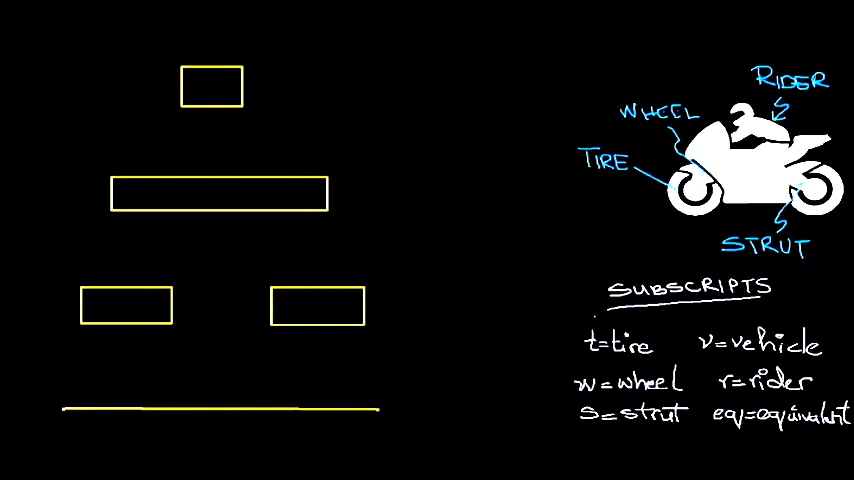 RIDER
WHEEL
TIRE
STRUT
SUBSCRIPTS
t=tire v=vehicle
w=wheel r=rider
s=strut eq=equivalent